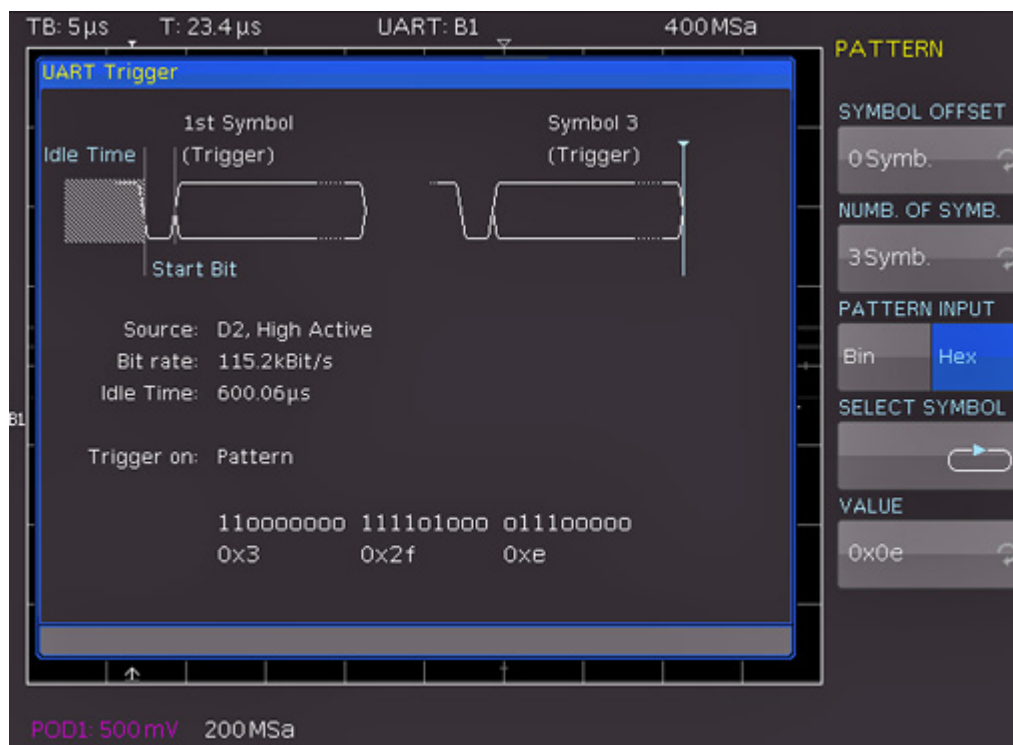 TB: 5µs T: 23.4µs UART: B1 400MSa
PATTERN
UART Trigger
1st Symbol Symbol 3
Idle Time (Trigger) (Trigger)
Start Bit
Source: D2, High Active
Bit rate: 115.2kBit/s
Idle Time: 600.06µs
Trigger on: Pattern
110000000 111101000 011100000
0x3 0x2f 0xe
B1
SYMBOL OFFSET
0Symb.
NUMB. OF SYMB.
3Symb.
PATTERN INPUT
Bin Hex
SELECT SYMBOL
VALUE
0x0e
POD1: 500mV 200MSa